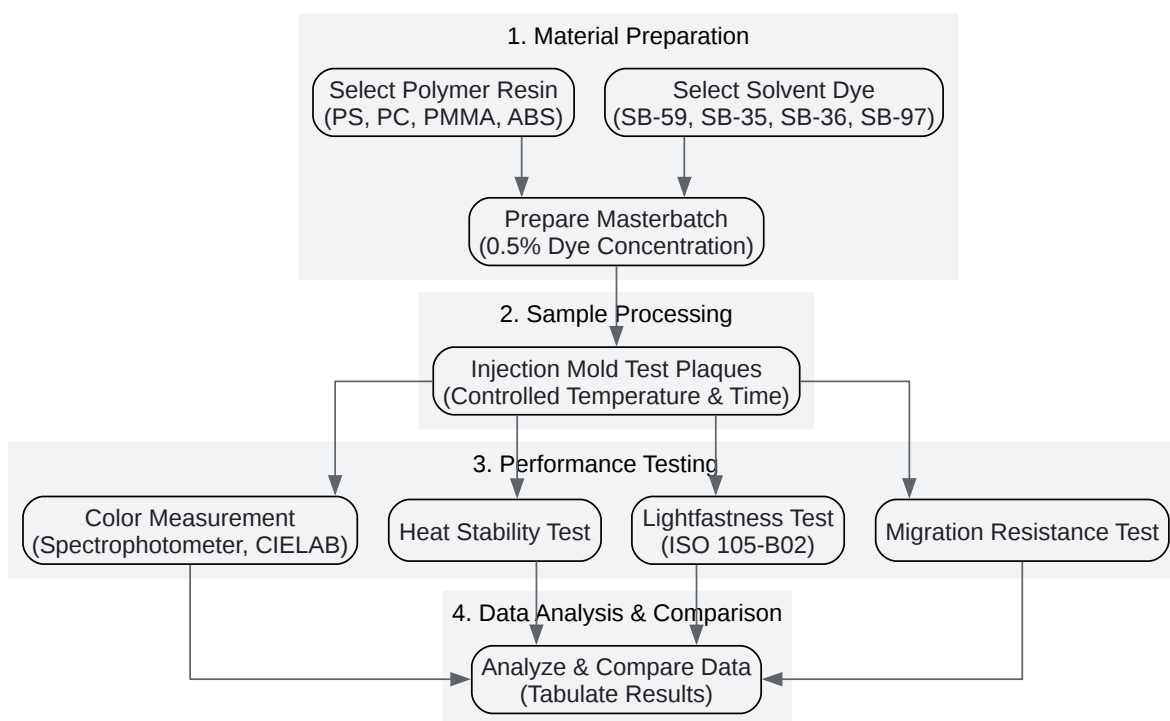 1. Material Preparation
Select Polymer Resin
(PS, PC, PMMA, ABS)
Select Solvent Dye
(SB-59, SB-35, SB-36, SB-97)
Prepare Masterbatch
(0.5% Dye Concentration)
2. Sample Processing
Injection Mold Test Plaques
(Controlled Temperature & Time)
3. Performance Testing
Color Measurement
(Spectrophotometer, CIELAB)
Heat Stability Test
Lightfastness Test
(ISO 105-B02)
Migration Resistance Test
4. Data Analysis & Comparison
Analyze & Compare Data
(Tabulate Results)